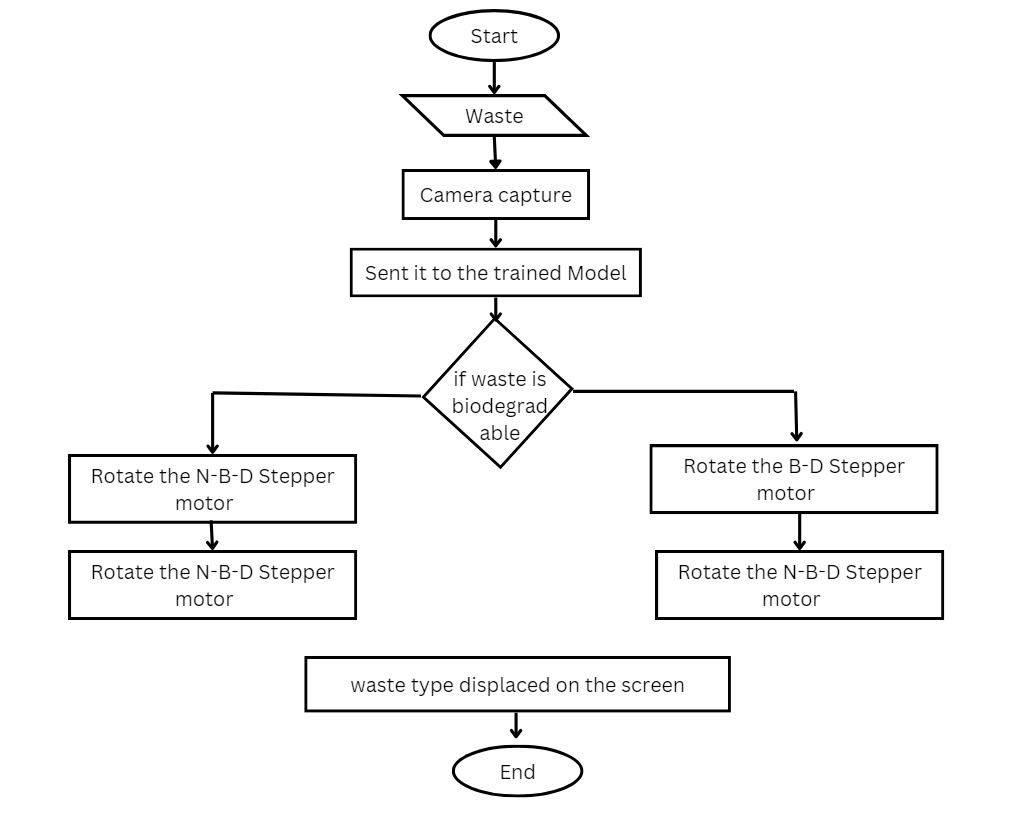 Start
Waste
Camera capture
Sent it to the trained Model
if waste is
biodegrad
able
Rotate the N-B-D Stepper
motor
Rotate the B-D Stepper
motor
Rotate the N-B-D Stepper
motor
Rotate the N-B-D Stepper
motor
waste type displaced on the screen
End